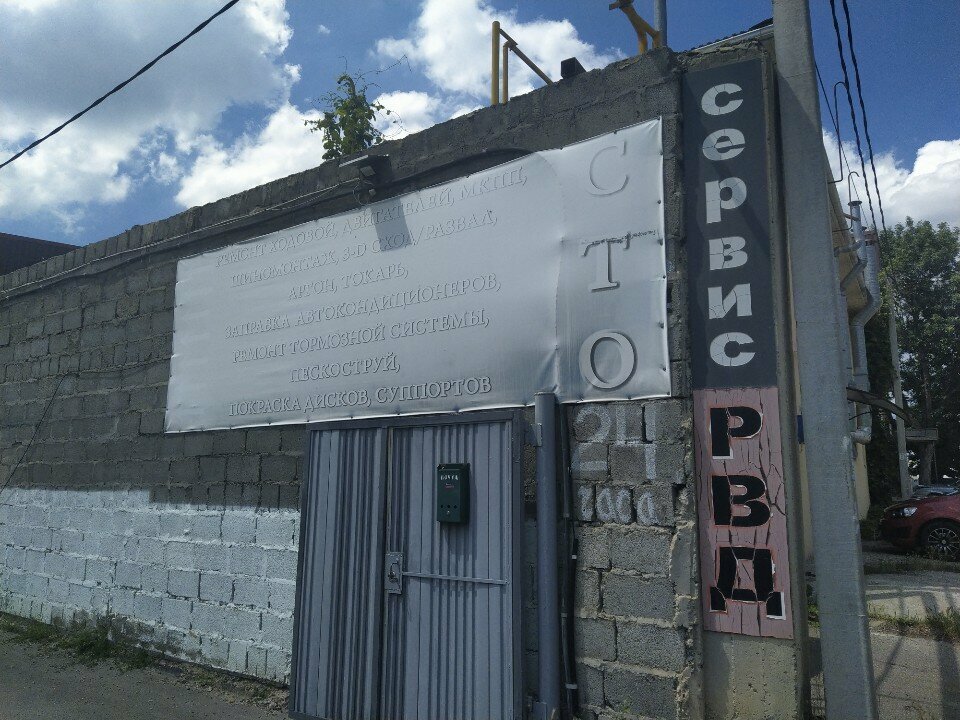 РЕМОНТ ХОДОВОЙ, ДВИГАТЕЛЕЙ, МКПП,
ШИНОМОНТАЖ, 3-D СХОД/РАЗВАЛ,
АРГОН, ТОКАРЬ,
ЗАПРАВКА АВТОКОНДИЦИОНЕРОВ,
РЕМОНТ ТОРМОЗНОЙ СИСТЕМЫ,
ПЕСКОСТРУЙ,
ПОКРАСКА ДИСКОВ, СУППОРТОВ
СТО
24
часа
ПОЧТА
сервис
РВД